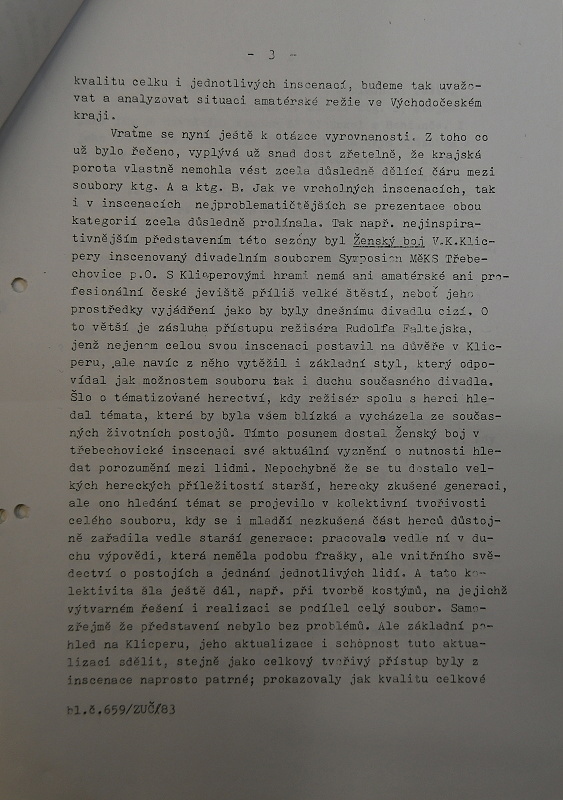 - 3 -
kvalitu celku i jednotlivých inscenací, budeme tak uvažo-
vat a analyzovat situaci amatérské režie ve Východočeském
kraji.
Vraťme se nyní ještě k otázce vyrovnanosti. Z toho co
už bylo řečeno, vyplývá už snad dost zřetelně, že krajská
porota vlastně nemohla vést zcela důsledně dělící čáru mezi
soubory ktg. A a ktg. B. Jak ve vrcholných inscenacích, tak
i v inscenacích nejproblematičtějších se prezentace obou
kategorií zcela důsledně prolínala. Tak např. nejinspira-
tivnějším představením této sezóny byl Ženský boj V.K.Klic-
pery inscenovaný divadelním souborem Symposion MěKS Třebe-
chovice p.O. S Klicperovými hrami nemá ani amatérské ani pro-
fesionální české jeviště příliš velké štěstí, neboť jeho
prostředky vyjádření jako by byly dnešnímu divadlu cizí. O
to větší je zásluha přístupu režiséra Rudolfa Faltejska,
jenž nejenom celou svou inscenaci postavil na důvěře v Klic-
peru, ale navíc z něho vytěžil i základní styl, který odpo-
vídal jak možnostem souboru tak i duchu současného divadla.
Šlo o tématizované herectví, kdy režisér spolu s herci hle-
dal témata, která by byla všem blízká a vycházela ze součas-
ných životních postojů. Tímto posunem dostal Ženský boj v
třebechovické inscenaci své aktuální vyznění o nutnosti hle-
dat porozumění mezi lidmi. Nepochybně že se tu dostalo vel-
kých hereckých příležitostí starší, herecky zkušené generaci,
ale ono hledání témat se projevilo v kolektivní tvořivosti
celého souboru, kdy se i mladší nezkušená část herců důstoj-
ně zařadila vedle starší generace: pracovala vedle ní v du-
chu výpovědi, která neměla podobu frašky, ale vnitřního svě-
dectví o postojích a jednání jednotlivých lidí. A tato ko-
lektivita šla ještě dál, např. při tvorbě kostýmů, na jejichž
výtvarném řešení i realizaci se podílel celý soubor. Samo-
zřejmě že představení nebylo bez problémů. Ale základní po-
hled na Klicperu, jeho aktualizace i schopnost tuto aktua-
lizaci sdělit, stejně jako celkový tvořivý přístup byly z
inscenace naprosto patrné; prokazovaly jak kvalitu celkové
bl.č.659/ZUČ/83